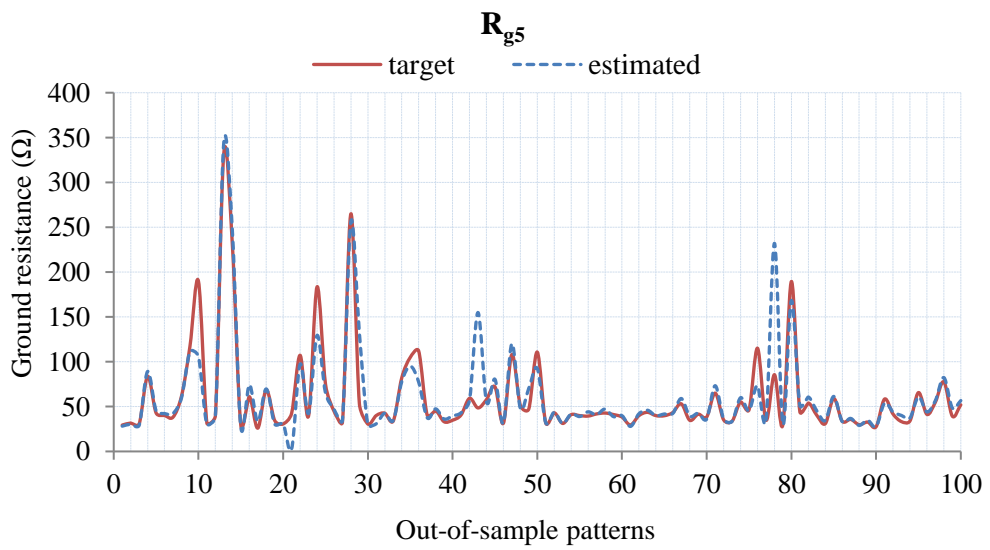 R_g5
target estimated
Ground resistance (Ω)
400
350
300
250
200
150
100
50
0
0 10 20 30 40 50 60 70 80 90 100
Out-of-sample patterns